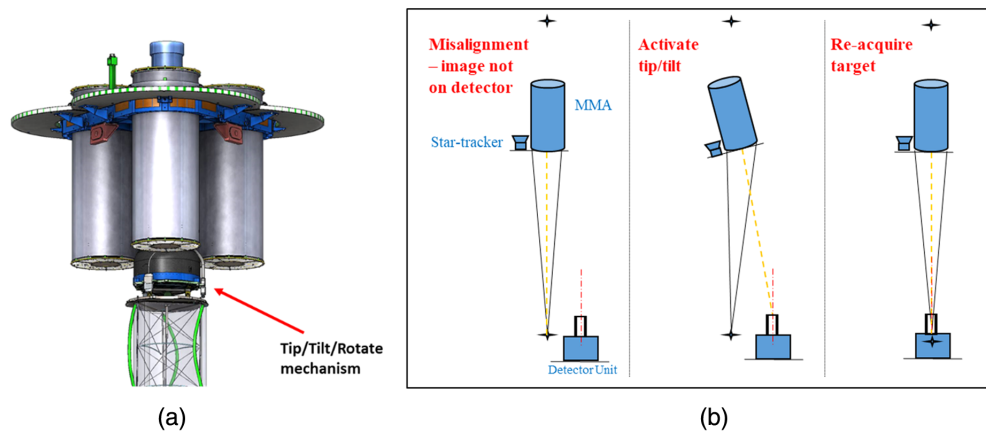 Tip/Tilt/Rotate
mechanism
(a)
Misalignment
– image not
on detector
MMA
Star-tracker
Detector Unit
Activate
tip/tilt
Re-acquire
target
(b)